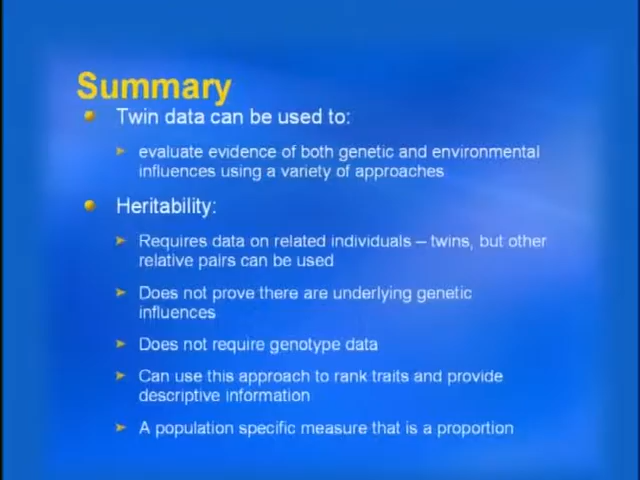 Summary
Twin data can be used to:
evaluate evidence of both genetic and environmental
influences using a variety of approaches
Heritability:
Requires data on related individuals – twins, but other
relative pairs can be used
Does not prove there are underlying genetic
influences
Does not require genotype data
Can use this approach to rank traits and provide
descriptive information
A population specific measure that is a proportion